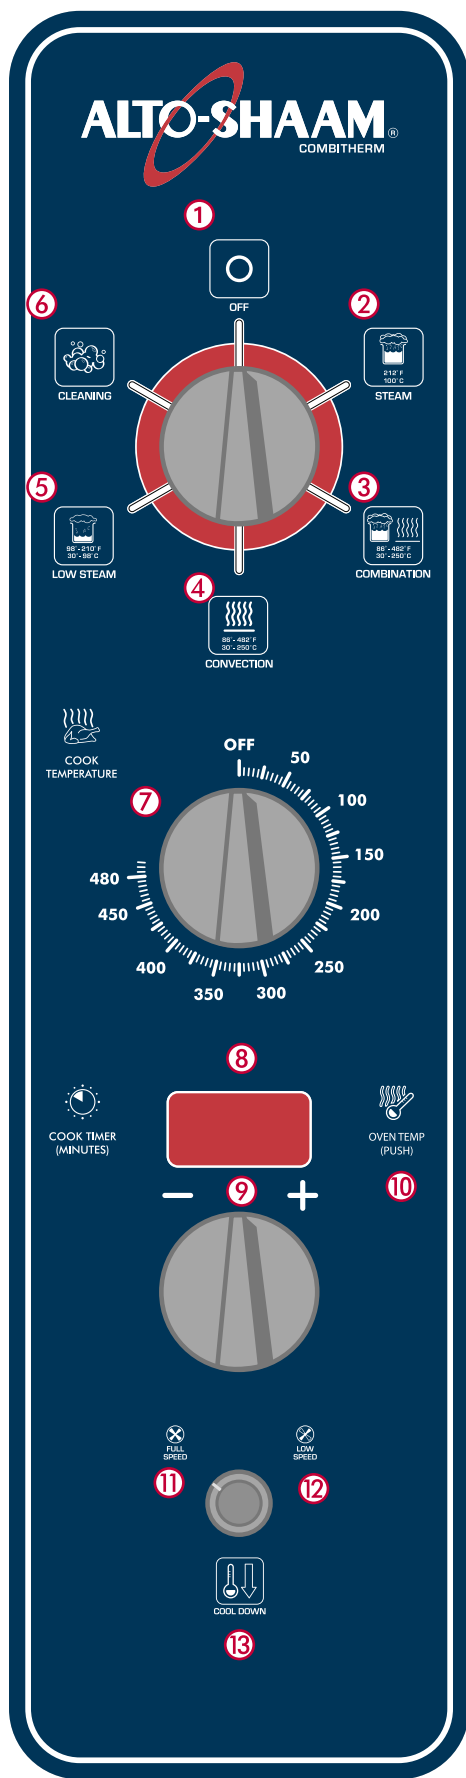 ALTO-SHAAM®
COMBITHERM
1
OFF
6
CLEANING
2
212°F
100°C
STEAM
5
98°-210°F
30°-98°C
LOW STEAM
3
86°-482°F
30°-250°C
COMBINATION
4
86°-482°F
30°-250°C
CONVECTION
COOK
TEMPERATURE
7
OFF
50
100
150
200
250
300
350
400
450
480
8
COOK TIMER
(MINUTES)
OVEN TEMP
(PUSH)
10
− 9 +
FULL
SPEED
11
LOW
SPEED
12
COOL DOWN
13